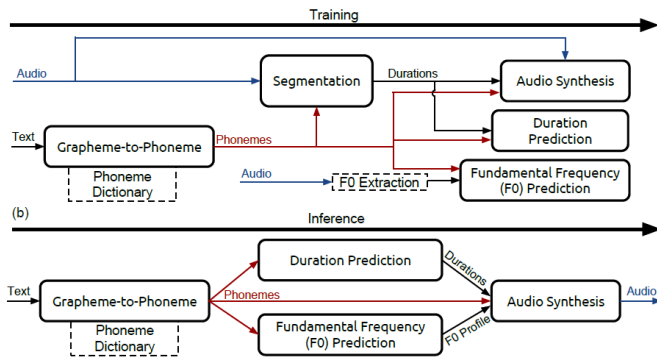 Training
Audio
Segmentation
Durations
Audio Synthesis
Text
Grapheme-to-Phoneme
Phonemes
Duration
Prediction
Phoneme
Dictionary
Audio
F0 Extraction
Fundamental Frequency
(F0) Prediction
(b)
Inference
Text
Grapheme-to-Phoneme
Phoneme
Dictionary
Phonemes
Duration Prediction
Durations
Fundamental Frequency
(F0) Prediction
F0 Profile
Audio Synthesis
Audio